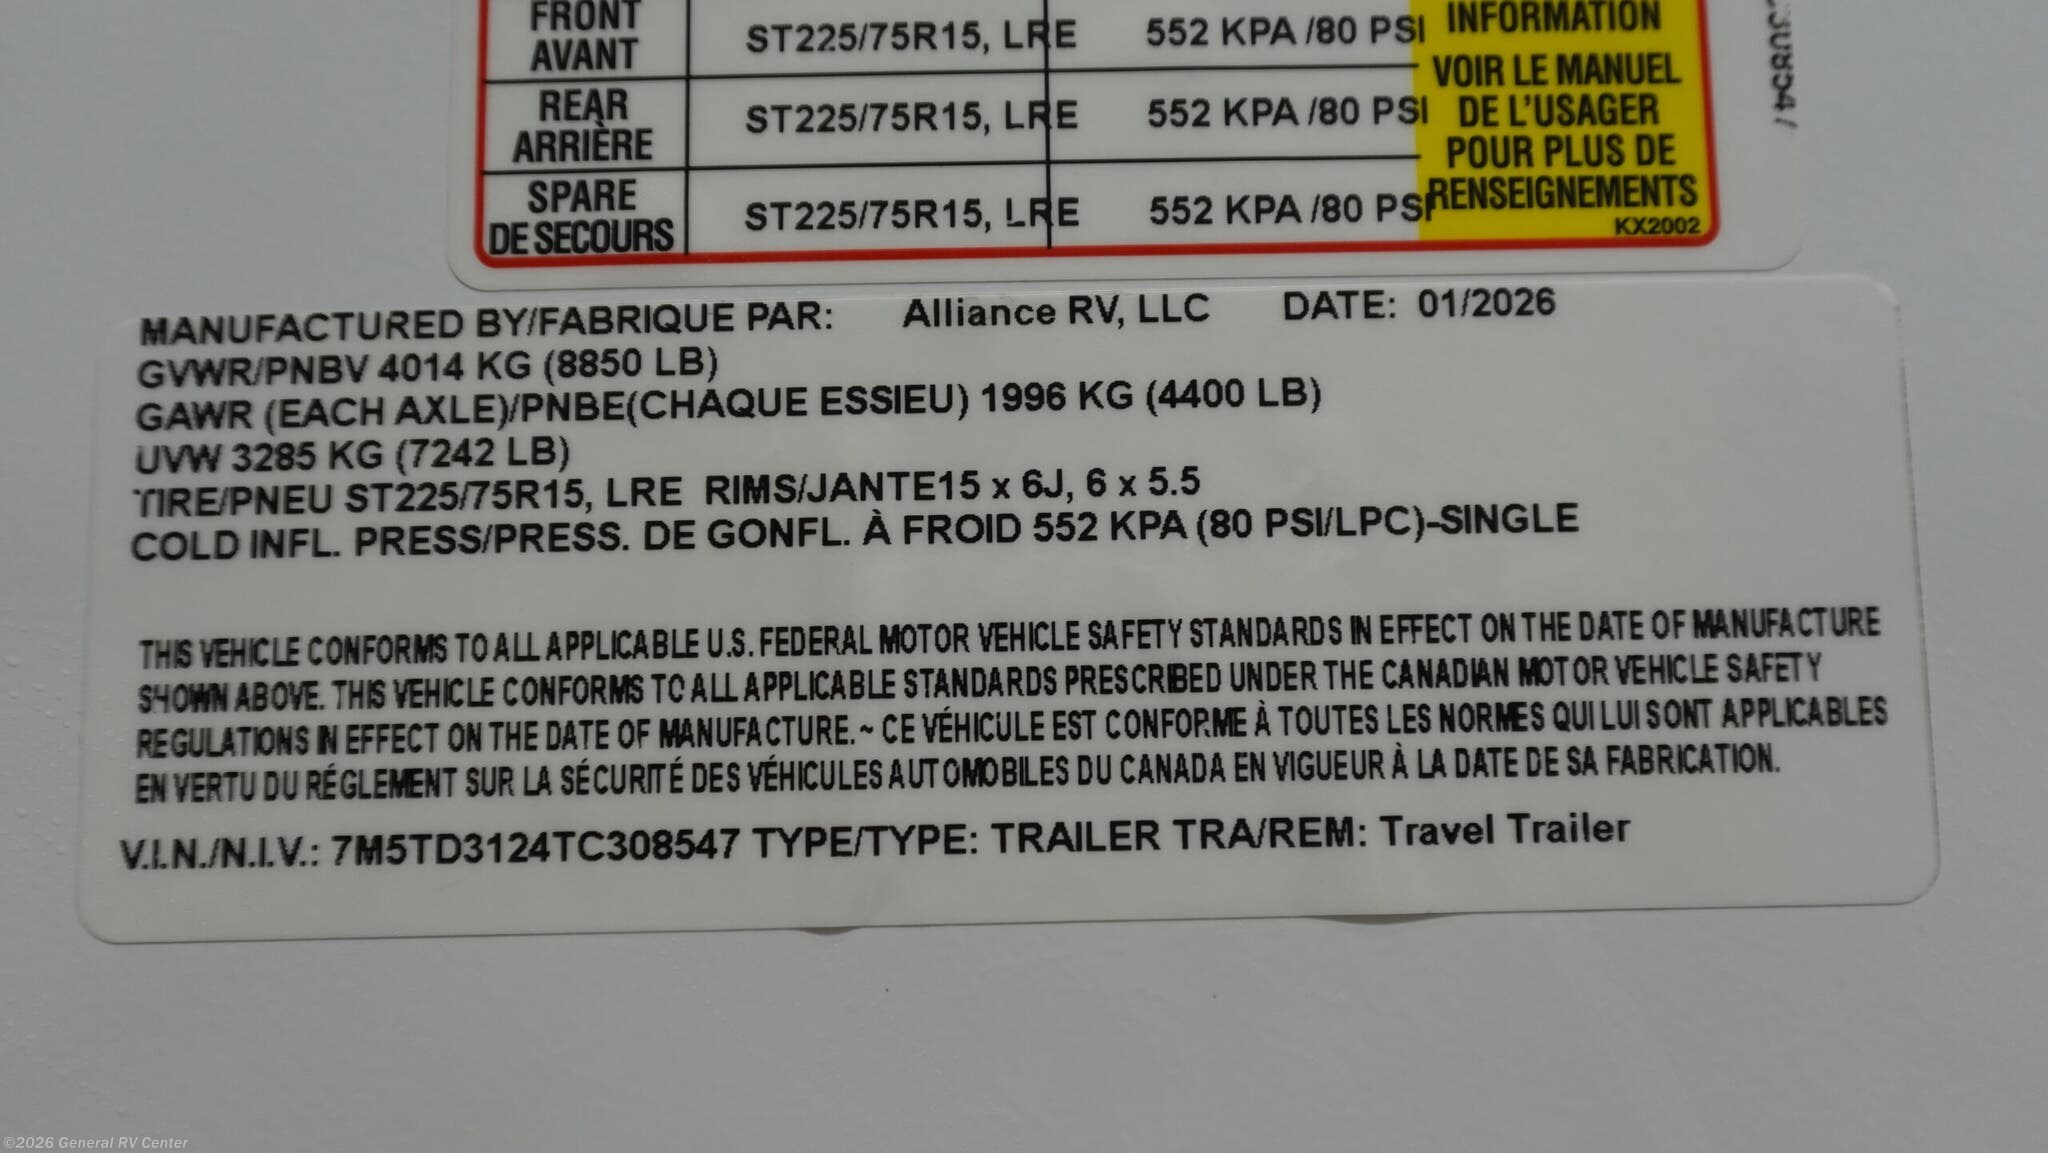 FRONT
AVANT
ST225/75R15, LRE 552 KPA /80 PSI
REAR
ARRIÈRE
ST225/75R15, LRE 552 KPA /80 PSI
SPARE
DE SECOURS
ST225/75R15, LRE 552 KPA /80 PSI
INFORMATION
VOIR LE MANUEL
DE L'USAGER
POUR PLUS DE
RENSEIGNEMENTS
KX2002
MANUFACTURED BY/FABRIQUE PAR: Alliance RV, LLC DATE: 01/2026
GVWR/PNBV 4014 KG (8850 LB)
GAWR (EACH AXLE)/PNBE(CHAQUE ESSIEU) 1996 KG (4400 LB)
UVW 3285 KG (7242 LB)
TIRE/PNEU ST225/75R15, LRE RIMS/JANTE15 x 6J, 6 x 5.5
COLD INFL. PRESS/PRESS. DE GONFL. À FROID 552 KPA (80 PSI/LPC)-SINGLE
THIS VEHICLE CONFORMS TO ALL APPLICABLE U.S. FEDERAL MOTOR VEHICLE SAFETY STANDARDS IN EFFECT ON THE DATE OF MANUFACTURE
SHOWN ABOVE. THIS VEHICLE CONFORMS TO ALL APPLICABLE STANDARDS PRESCRIBED UNDER THE CANADIAN MOTOR VEHICLE SAFETY
REGULATIONS IN EFFECT ON THE DATE OF MANUFACTURE.~ CE VÉHICULE EST CONFORME À TOUTES LES NORMES QUI LUI SONT APPLICABLES
EN VERTU DU RÉGLEMENT SUR LA SÉCURITÉ DES VÉHICULES AUTOMOBILES DU CANADA EN VIGUEUR À LA DATE DE SA FABRICATION.
V.I.N./N.I.V.: 7M5TD3124TC308547 TYPE/TYPE: TRAILER TRA/REM: Travel Trailer
©2026 General RV Center